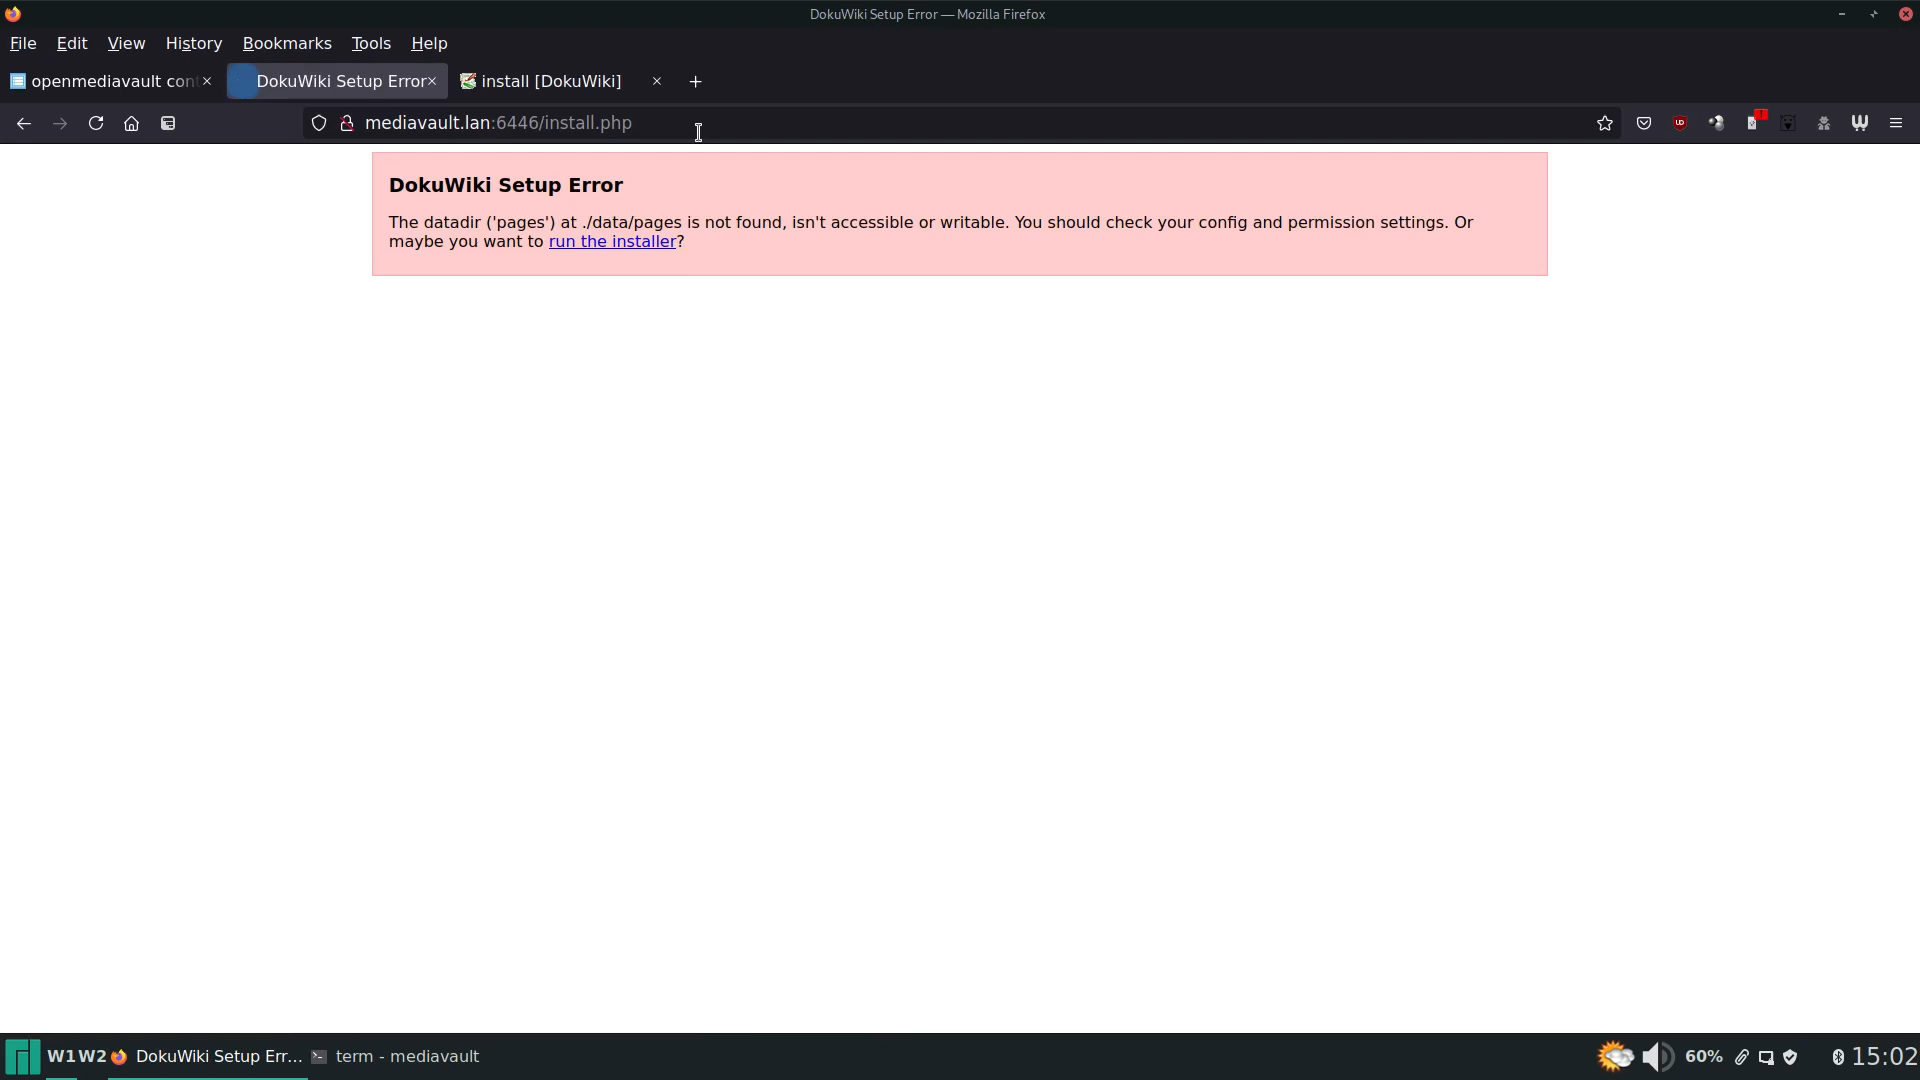 DokuWiki Setup Error — Mozilla Firefox
File Edit View History Bookmarks Tools Help
openmediavault con DokuWiki Setup Error install [DokuWiki]
mediavault.lan:6446/install.php
DokuWiki Setup Error
The datadir ('pages') at ./data/pages is not found, isn't accessible or writable. You should check your config and permission settings. Or
maybe you want to run the installer?
W1 W2 DokuWiki Setup Err... term - mediavault 60% 15:02